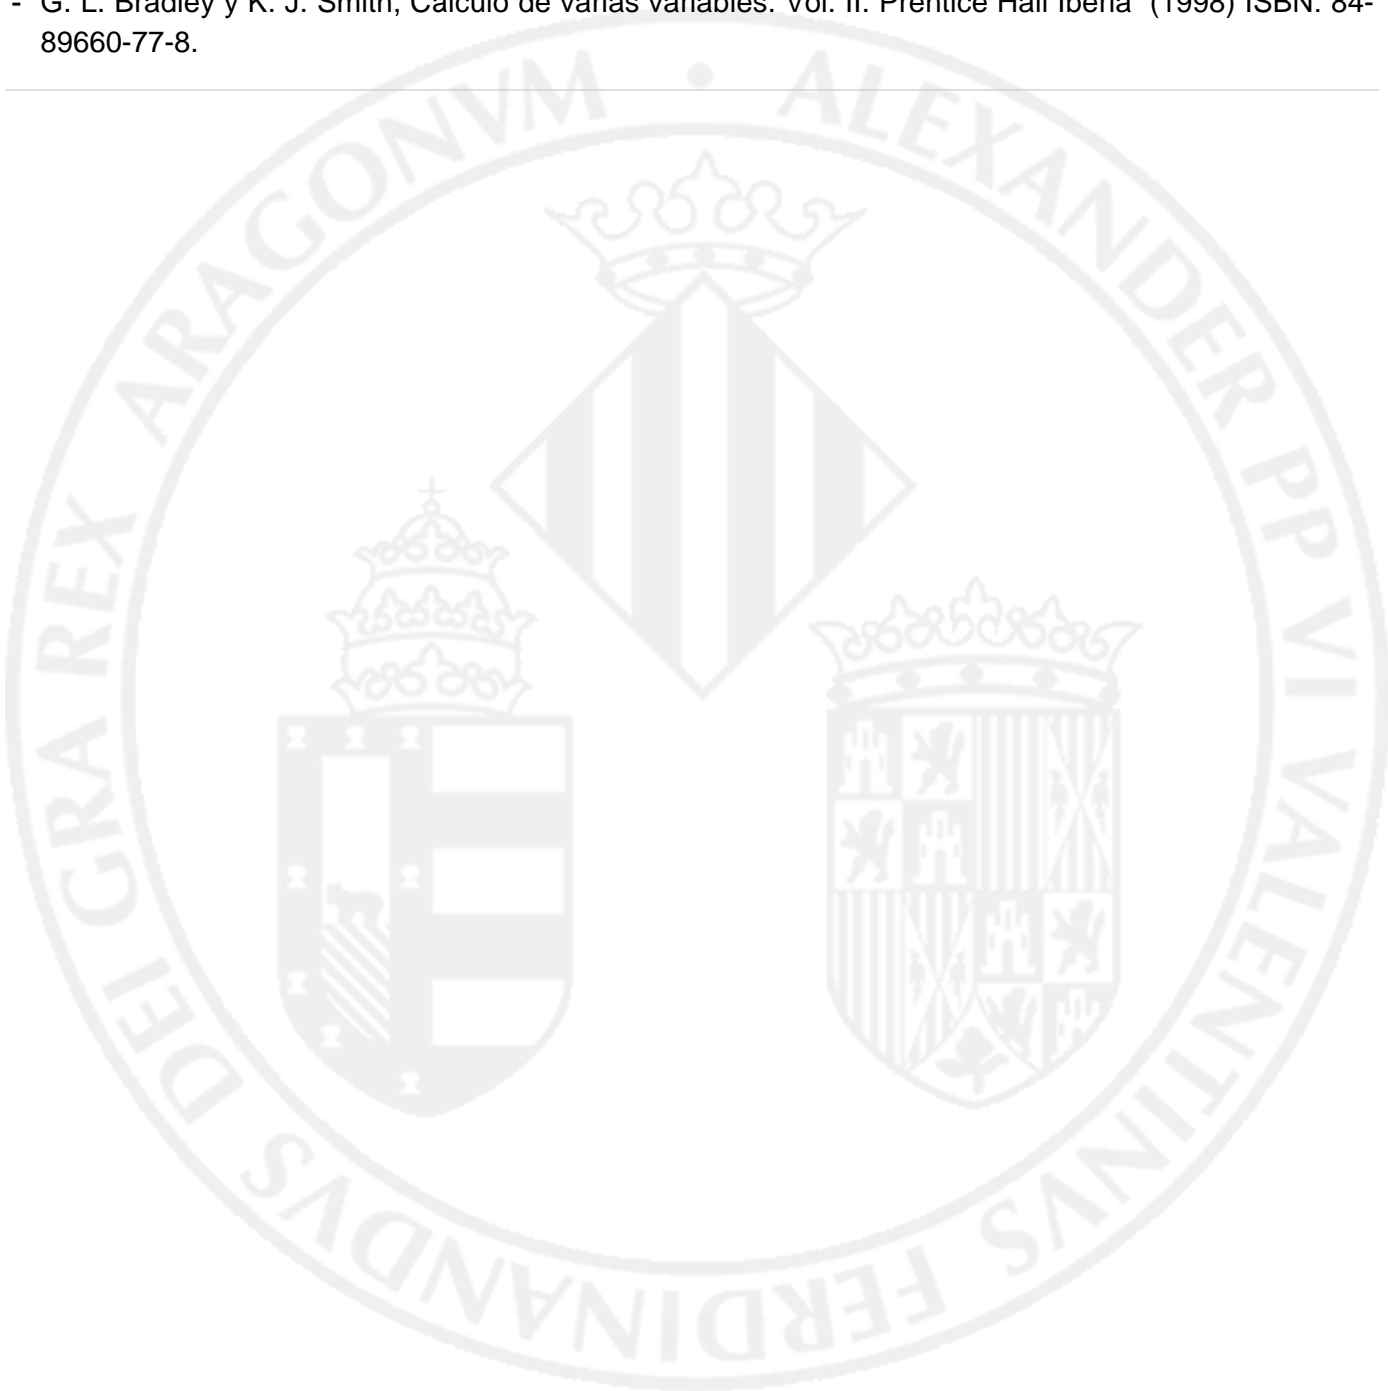 - G. L. Bradley y K. J. Smith, Cálculo de varias variables. Vol. II. Prentice Hall Iberia (1998) ISBN: 84-
89660-77-8.
ALEXANDER PP VI VALENTINVS FERDINANDVS DEI GRA REX ARAGONVM